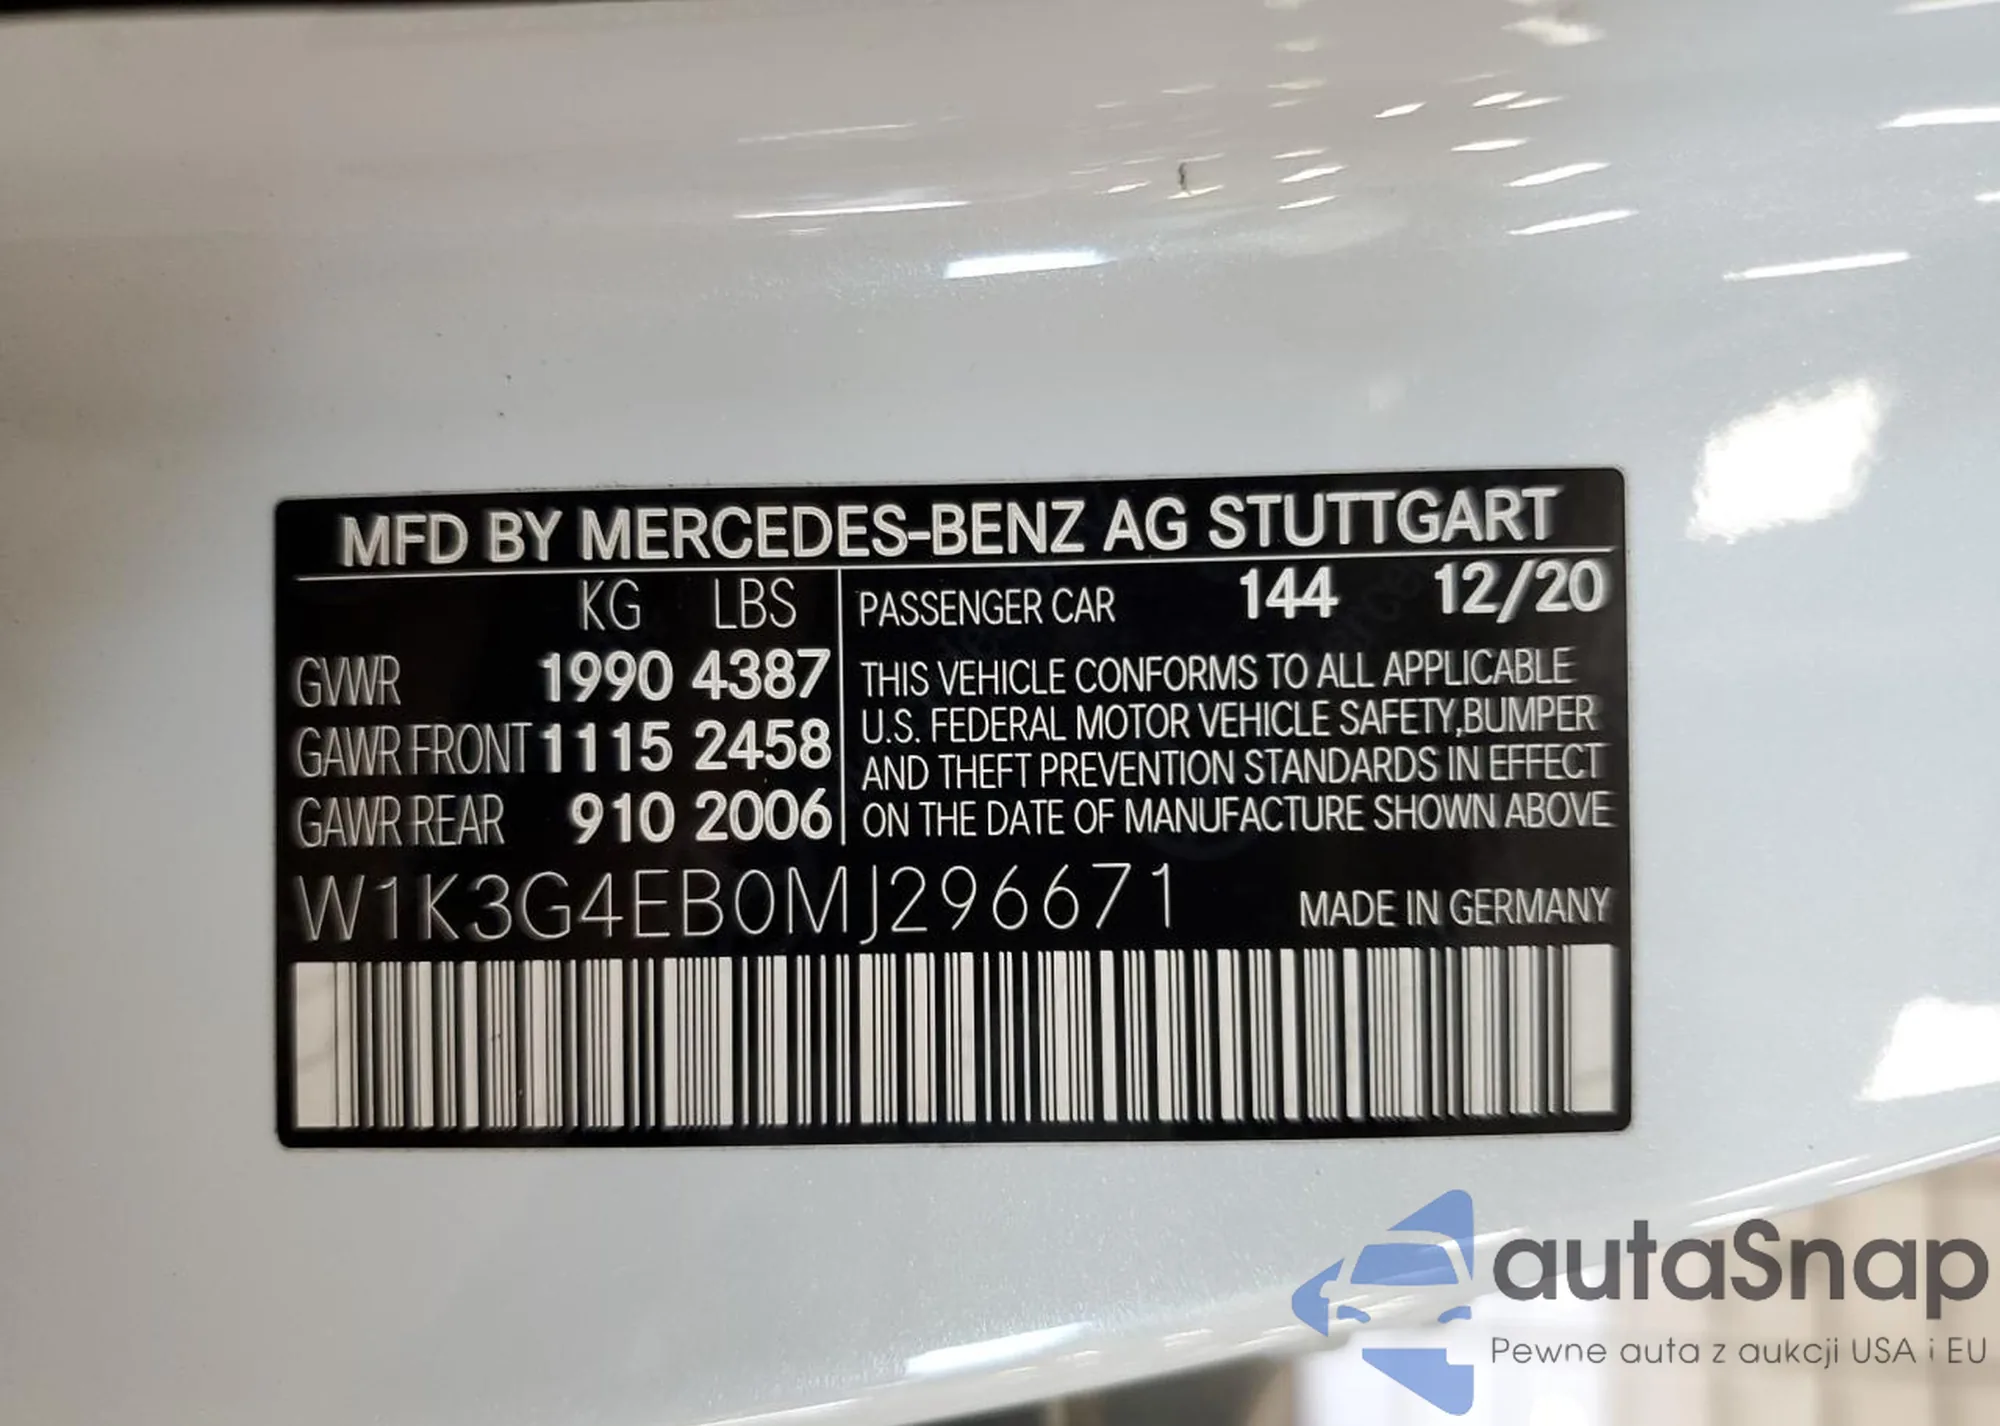 MFD BY MERCEDES-BENZ AG STUTTGART
KG LBS
GVWR 1990 4387
GAWR FRONT 1115 2458
GAWR REAR 910 2006
PASSENGER CAR 144 12/20
THIS VEHICLE CONFORMS TO ALL APPLICABLE
U.S. FEDERAL MOTOR VEHICLE SAFETY,BUMPER
AND THEFT PREVENTION STANDARDS IN EFFECT
ON THE DATE OF MANUFACTURE SHOWN ABOVE
W1K3G4EB0MJ296671
MADE IN GERMANY
autaSnap
Pewne auta z aukcji USA i EU